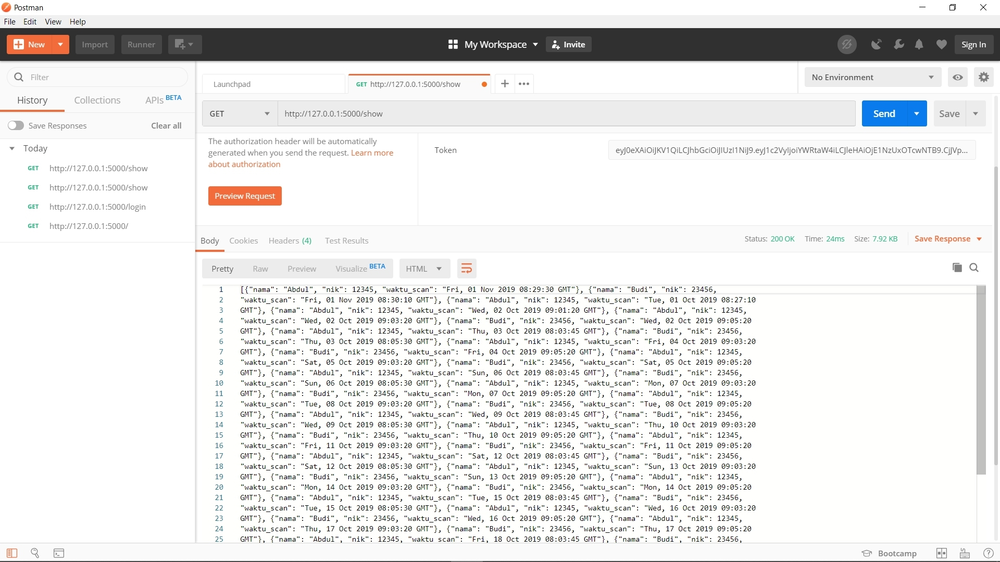 Postman
File Edit View Help
New Import Runner My Workspace Invite Sign In
Filter
History Collections APIs BETA
Save Responses Clear all
Today
GET http://127.0.0.1:5000/show
GET http://127.0.0.1:5000/show
GET http://127.0.0.1:5000/login
GET http://127.0.0.1:5000/
Launchpad GET http://127.0.0.1:5000/show No Environment
GET http://127.0.0.1:5000/show Send Save
The authorization header will be automatically
generated when you send the request. Learn more
about authorization
Preview Request
Token
Body Cookies Headers (4) Test Results Status: 200 OK Time: 24ms Size: 7.92 KB Save Response
Pretty Raw Preview Visualize BETA HTML
1 [{"nama": "Abdul", "nik": 12345, "waktu_scan": "Fri, 01 Nov 2019 08:29:30 GMT"}, {"nama": "Budi", "nik": 23456,
2 "waktu_scan": "Fri, 01 Nov 2019 08:30:10 GMT"}, {"nama": "Abdul", "nik": 12345, "waktu_scan": "Tue, 01 Oct 2019 08:27:10
3 GMT"}, {"nama": "Abdul", "nik": 12345, "waktu_scan": "Wed, 02 Oct 2019 09:01:20 GMT"}, {"nama": "Abdul", "nik": 12345,
4 "waktu_scan": "Wed, 02 Oct 2019 09:03:20 GMT"}, {"nama": "Budi", "nik": 23456, "waktu_scan": "Wed, 02 Oct 2019 09:05:20
5 GMT"}, {"nama": "Abdul", "nik": 12345, "waktu_scan": "Thu, 03 Oct 2019 08:03:45 GMT"}, {"nama": "Budi", "nik": 23456,
6 "waktu_scan": "Thu, 03 Oct 2019 08:05:30 GMT"}, {"nama": "Abdul", "nik": 12345, "waktu_scan": "Fri, 04 Oct 2019 09:03:20
7 GMT"}, {"nama": "Budi", "nik": 23456, "waktu_scan": "Fri, 04 Oct 2019 09:05:20 GMT"}, {"nama": "Abdul", "nik": 12345,
8 "waktu_scan": "Sat, 05 Oct 2019 09:03:20 GMT"}, {"nama": "Budi", "nik": 23456, "waktu_scan": "Sat, 05 Oct 2019 09:05:20
9 GMT"}, {"nama": "Abdul", "nik": 12345, "waktu_scan": "Sun, 06 Oct 2019 08:03:45 GMT"}, {"nama": "Budi", "nik": 23456,
10 "waktu_scan": "Sun, 06 Oct 2019 08:05:30 GMT"}, {"nama": "Abdul", "nik": 12345, "waktu_scan": "Mon, 07 Oct 2019 09:03:20
11 GMT"}, {"nama": "Budi", "nik": 23456, "waktu_scan": "Mon, 07 Oct 2019 09:05:20 GMT"}, {"nama": "Abdul", "nik": 12345,
12 "waktu_scan": "Tue, 08 Oct 2019 09:03:20 GMT"}, {"nama": "Budi", "nik": 23456, "waktu_scan": "Tue, 08 Oct 2019 09:05:20
13 GMT"}, {"nama": "Abdul", "nik": 12345, "waktu_scan": "Wed, 09 Oct 2019 08:03:45 GMT"}, {"nama": "Budi", "nik": 23456,
14 "waktu_scan": "Wed, 09 Oct 2019 08:05:30 GMT"}, {"nama": "Abdul", "nik": 12345, "waktu_scan": "Thu, 10 Oct 2019 09:03:20
15 GMT"}, {"nama": "Budi", "nik": 23456, "waktu_scan": "Thu, 10 Oct 2019 09:05:20 GMT"}, {"nama": "Abdul", "nik": 12345,
16 "waktu_scan": "Fri, 11 Oct 2019 09:03:20 GMT"}, {"nama": "Budi", "nik": 23456, "waktu_scan": "Fri, 11 Oct 2019 09:05:20
17 GMT"}, {"nama": "Abdul", "nik": 12345, "waktu_scan": "Sat, 12 Oct 2019 08:03:45 GMT"}, {"nama": "Budi", "nik": 23456,
18 "waktu_scan": "Sat, 12 Oct 2019 08:05:30 GMT"}, {"nama": "Abdul", "nik": 12345, "waktu_scan": "Sun, 13 Oct 2019 09:03:20
19 GMT"}, {"nama": "Budi", "nik": 23456, "waktu_scan": "Sun, 13 Oct 2019 09:05:20 GMT"}, {"nama": "Abdul", "nik": 12345,
20 "waktu_scan": "Mon, 14 Oct 2019 09:03:20 GMT"}, {"nama": "Budi", "nik": 23456, "waktu_scan": "Mon, 14 Oct 2019 09:05:20
21 GMT"}, {"nama": "Abdul", "nik": 12345, "waktu_scan": "Tue, 15 Oct 2019 08:03:45 GMT"}, {"nama": "Budi", "nik": 23456,
22 "waktu_scan": "Tue, 15 Oct 2019 08:05:30 GMT"}, {"nama": "Abdul", "nik": 12345, "waktu_scan": "Wed, 16 Oct 2019 09:03:20
23 GMT"}, {"nama": "Budi", "nik": 23456, "waktu_scan": "Wed, 16 Oct 2019 09:05:20 GMT"}, {"nama": "Abdul", "nik": 12345,
24 "waktu_scan": "Thu, 17 Oct 2019 09:03:20 GMT"}, {"nama": "Budi", "nik": 23456, "waktu_scan": "Thu, 17 Oct 2019 09:05:20
25 GMT"}, {"nama": "Abdul", "nik": 12345, "waktu_scan": "Fri, 18 Oct 2019 08:03:45 GMT"}, {"nama": "Budi", "nik": 23456,
Bootcamp